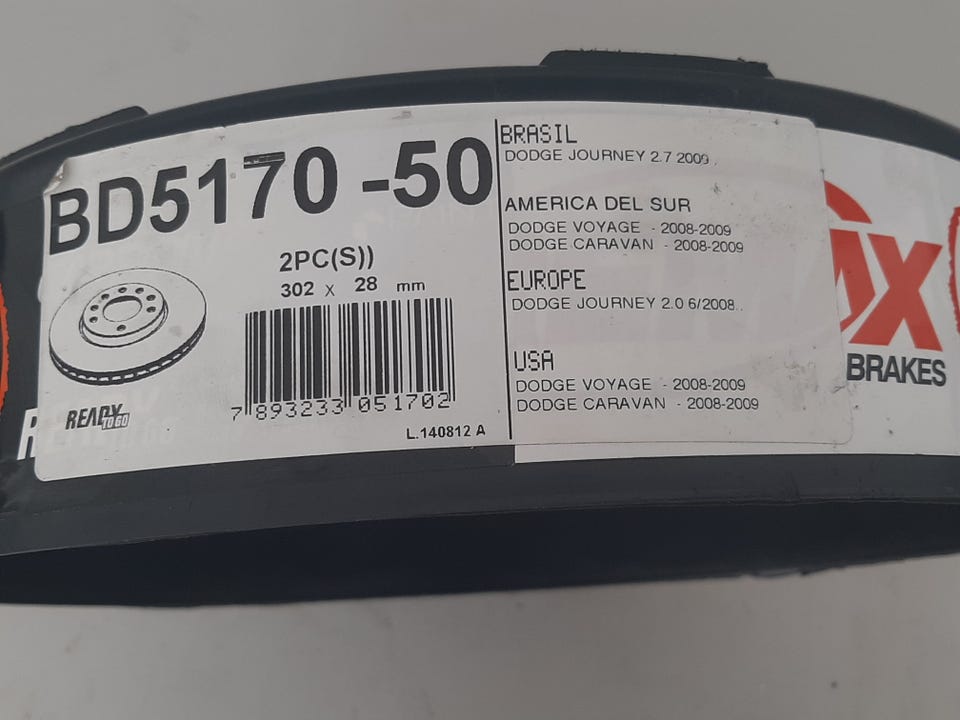 BD5170 -50
2PC(S))
302 x 28 mm
7 893233 051702
READY
TO GO
L.140812 A
BRASIL
DODGE JOURNEY 2.7 2009.
AMERICA DEL SUR
DODGE VOYAGE - 2008-2009
DODGE CARAVAN - 2008-2009
EUROPE
DODGE JOURNEY 2.0 6/2008..
USA
DODGE VOYAGE - 2008-2009
DODGE CARAVAN - 2008-2009
BRAKES